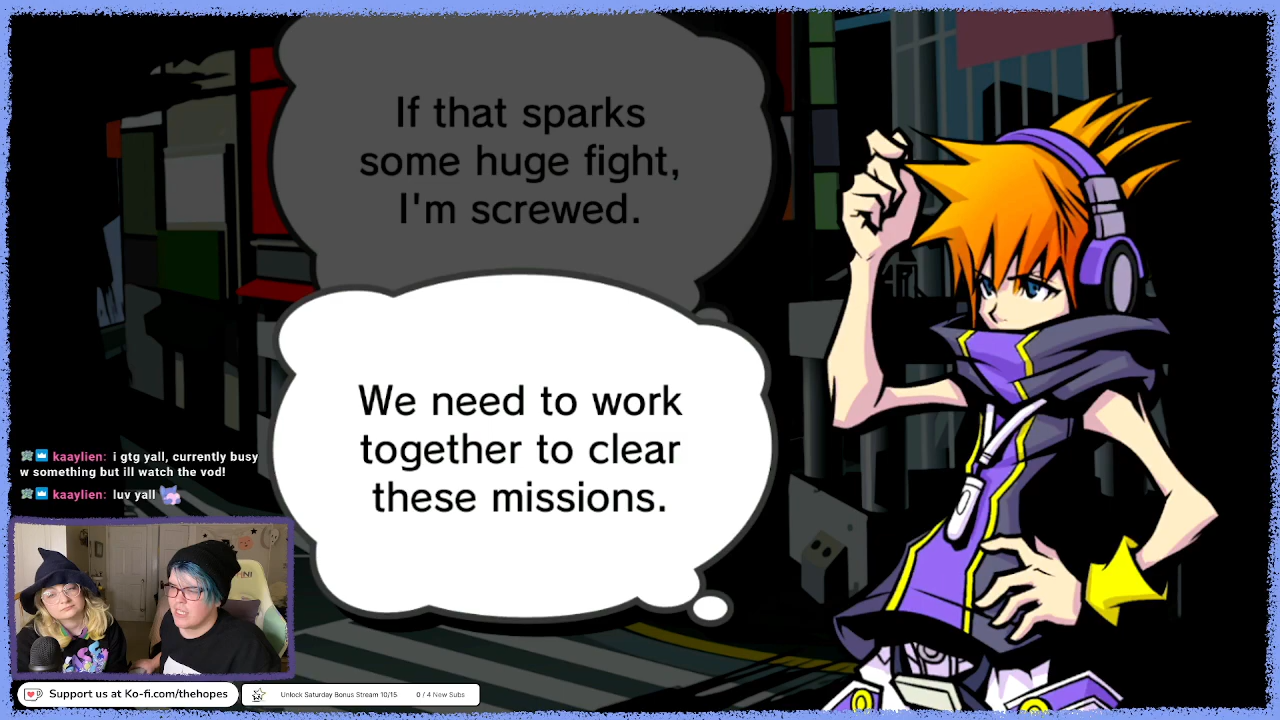 If that sparks
some huge fight,
I'm screwed.
We need to work
together to clear
these missions.
kaaylien: i gtg yall, currently busy
w something but ill watch the vod!
kaaylien: luv yall
Support us at Ko-fi.com/thehopes
Unlock Saturday Bonus Stream 10/15 0 / 4 New Subs